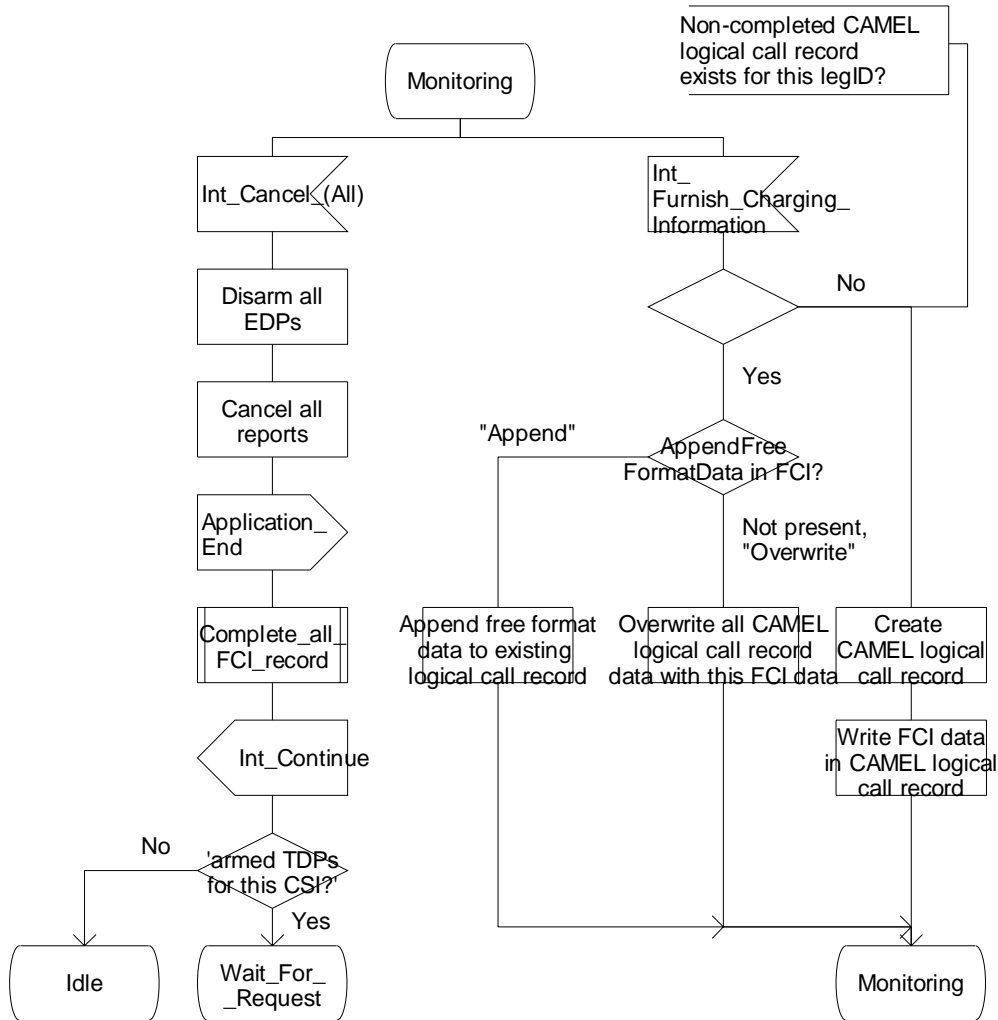 Non-completed CAMEL
logical call record
exists for this legID?
Monitoring
Int_Cancel_(All)
Int_
Furnish_Charging_
Information
Disarm all
EDPs
No
Yes
Cancel all
reports
"Append"
AppendFree
FormatData in FCI?
Application_
End
Not present,
"Overwrite"
Complete_all_
FCI_record
Append free format
data to existing
logical call record
Overwrite all CAMEL
logical call record
data with this FCI data
Create
CAMEL logical
call record
Int_Continue
Write FCI data
in CAMEL logical
call record
No
'armed TDPs
for this CSI?'
Yes
Idle
Wait_For_
_Request
Monitoring